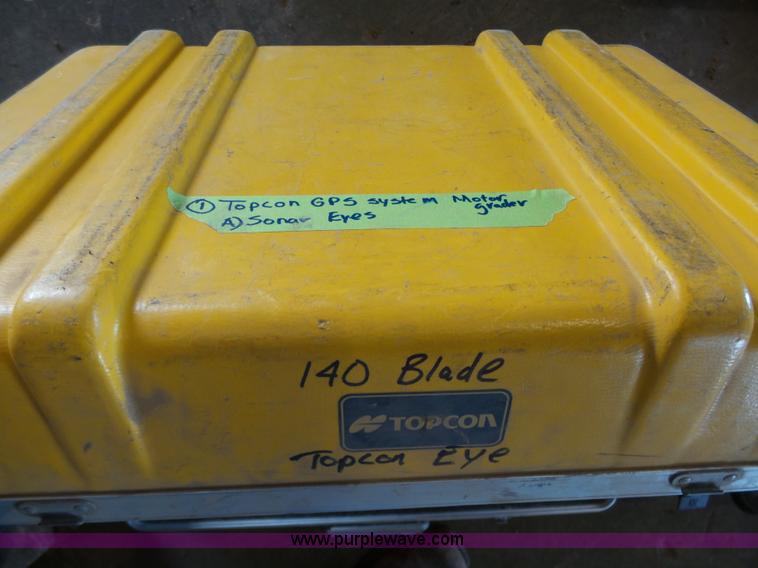 ① Topcon GPS system Motor grader
A) Sonar Eyes
140 Blade
TOPCON
Topcon Eye
www.purplewave.com